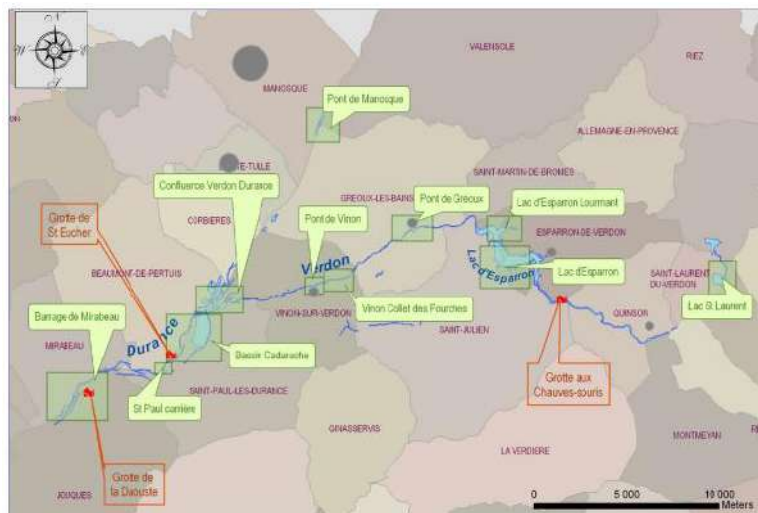 N
S
VALENSOLE
RIEZ
MANOSQUE
Pont de Manosque
ALLEMAGNE-EN-PROVENCE
TE-TULLE
SAINT-MARTIN-DE-BROMES
Confluence Verdon Durance
GREOUX-LES-BAINS
Pont de Greoux
Lac d'Esparron Lourmant
Grotte de
St Eucher
CORBIERES
Pont de Vinon
ESPARRON-DE-VERDON
BEAUMONT-DE-PERTUIS
Verdon
Lac d'Esparron
Lac d'Esparron
SAINT-LAURENT
DU-VERDON
Lac St Laurent
Barrage de Mirabeau
VINON-SUR-VERDON
Vinon Collet des Fourches
QUINSON
Durance
SAINT-JULIEN
MIRABEAU
Bassin Cadarache
Grotte aux
Chauves-souris
St Paul carrière
SAINT-PAUL-LES-DURANCE
GINASSERVIS
MONTMEYAN
LA VERDIERE
Grotte de
la Daouste
JOUQUES
0 5 000 10 000
Meters